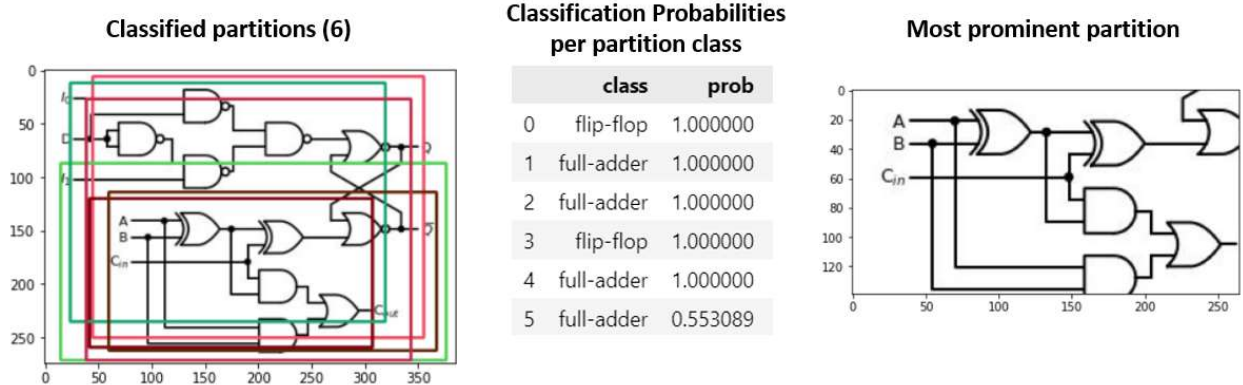 Classified partitions (6)
0
I₀
50
D
Q
100
I₁
150
A
B
Q̅
Cin
200
Cout
250
0 50 100 150 200 250 300 350
Classification Probabilities
per partition class
class prob
0 flip-flop 1.000000
1 full-adder 1.000000
2 full-adder 1.000000
3 flip-flop 1.000000
4 full-adder 1.000000
5 full-adder 0.553089
Most prominent partition
0
20 A
40 B
60 Cin
80
100
120
0 50 100 150 200 250